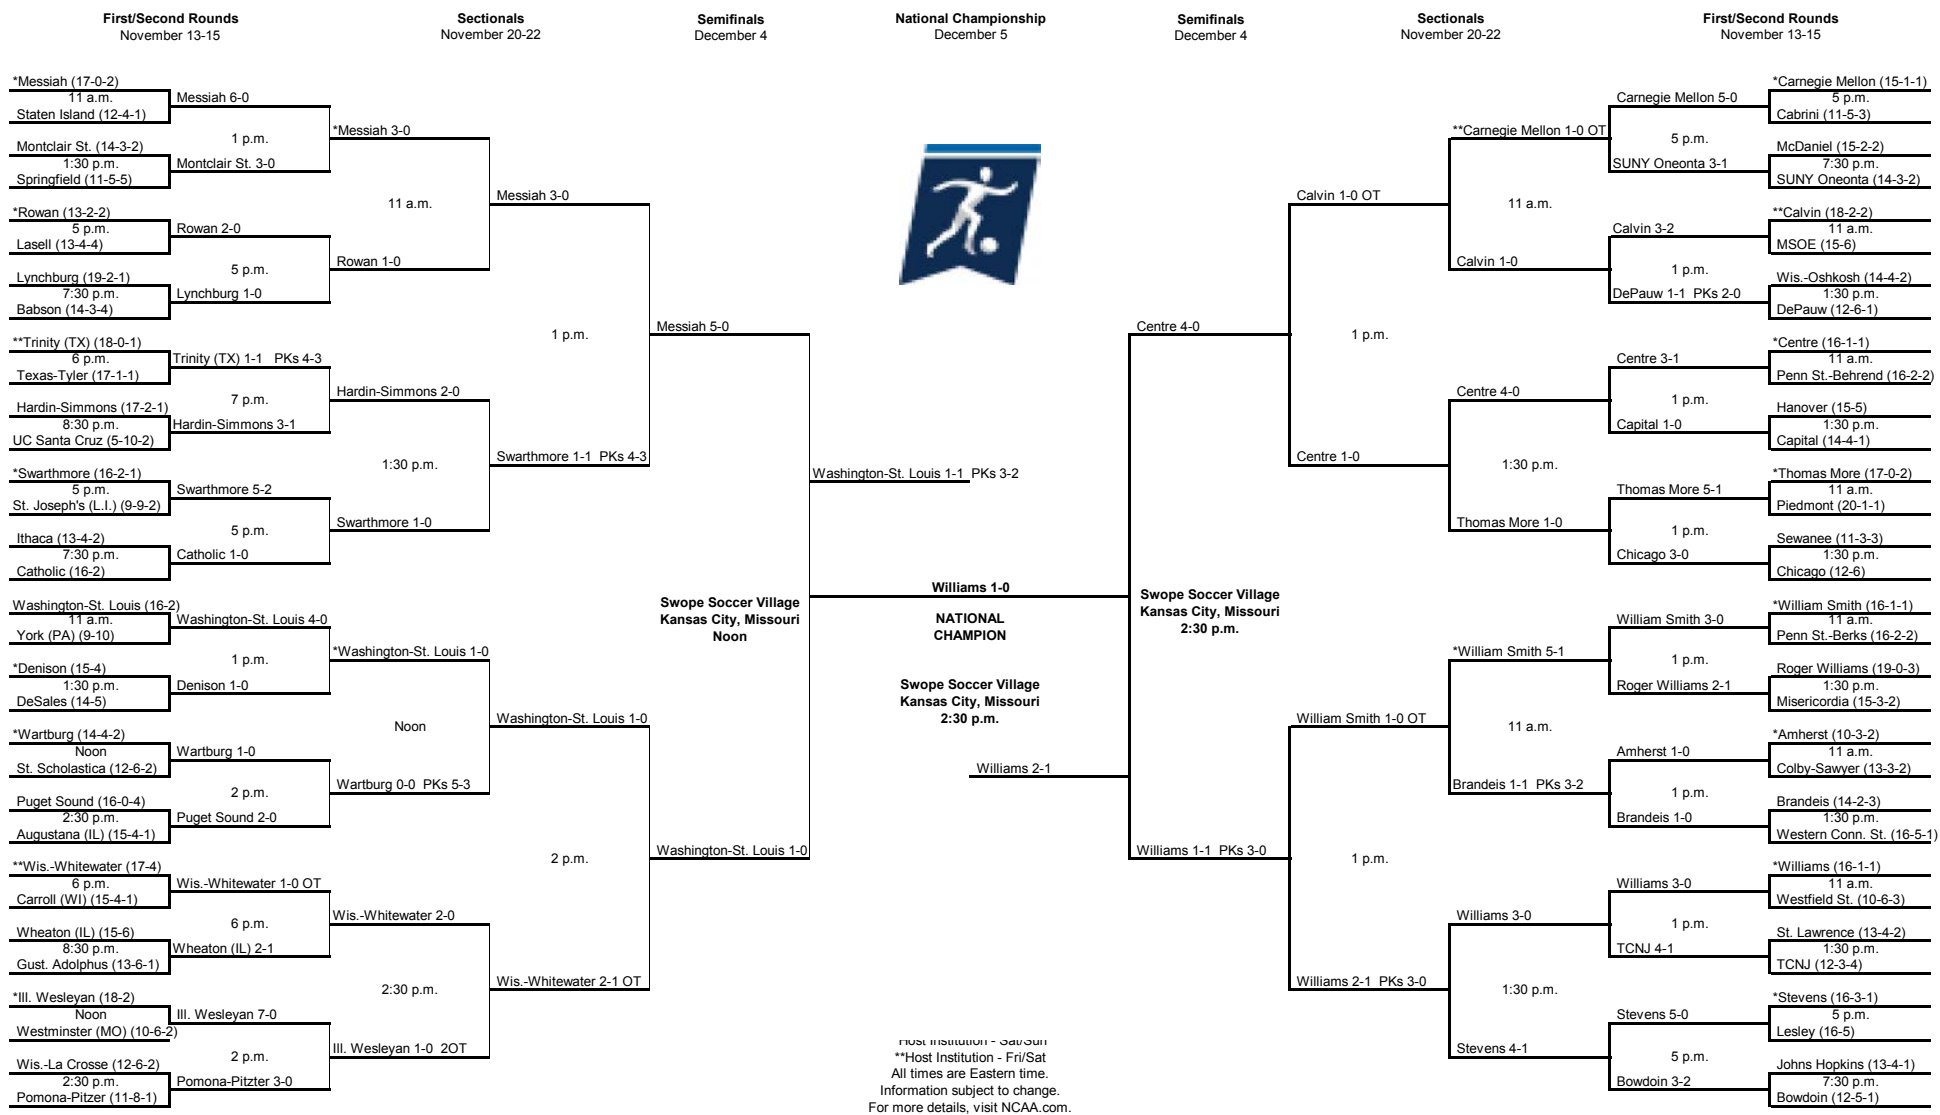 First/Second Rounds
November 13-15
Sectionals
November 20-22
Semifinals
December 4
National Championship
December 5
Semifinals
December 4
Sectionals
November 20-22
First/Second Rounds
November 13-15
*Messiah (17-0-2)
11 a.m.
Staten Island (12-4-1)
Montclair St. (14-3-2)
1:30 p.m.
Springfield (11-5-5)
*Rowan (13-2-2)
5 p.m.
Lasell (13-4-4)
Lynchburg (19-2-1)
7:30 p.m.
Babson (14-3-4)
**Trinity (TX) (18-0-1)
6 p.m.
Texas-Tyler (17-1-1)
Hardin-Simmons (17-2-1)
8:30 p.m.
UC Santa Cruz (5-10-2)
*Swarthmore (16-2-1)
5 p.m.
St. Joseph's (L.I.) (9-9-2)
Ithaca (13-4-2)
7:30 p.m.
Catholic (16-2)
Washington-St. Louis (16-2)
11 a.m.
York (PA) (9-10)
*Denison (15-4)
1:30 p.m.
DeSales (14-5)
*Wartburg (14-4-2)
Noon
St. Scholastica (12-6-2)
Puget Sound (16-0-4)
2:30 p.m.
Augustana (IL) (15-4-1)
**Wis.-Whitewater (17-4)
6 p.m.
Carroll (WI) (15-4-1)
Wheaton (IL) (15-6)
8:30 p.m.
Gust. Adolphus (13-6-1)
*Ill. Wesleyan (18-2)
Noon
Westminster (MO) (10-6-2)
Wis.-La Crosse (12-6-2)
2:30 p.m.
Pomona-Pitzer (11-8-1)
Messiah 6-0
1 p.m.
Montclair St. 3-0
Rowan 2-0
5 p.m.
Lynchburg 1-0
Trinity (TX) 1-1 PKs 4-3
7 p.m.
Hardin-Simmons 3-1
Swarthmore 5-2
5 p.m.
Catholic 1-0
Washington-St. Louis 4-0
1 p.m.
Denison 1-0
Wartburg 1-0
2 p.m.
Puget Sound 2-0
Wis.-Whitewater 1-0 OT
6 p.m.
Wheaton (IL) 2-1
Ill. Wesleyan 7-0
2 p.m.
Pomona-Pitzter 3-0
*Messiah 3-0
11 a.m.
Rowan 1-0
Hardin-Simmons 2-0
1:30 p.m.
Swarthmore 1-0
*Washington-St. Louis 1-0
Noon
Wartburg 0-0 PKs 5-3
Wis.-Whitewater 2-0
2:30 p.m.
Ill. Wesleyan 1-0 2OT
Messiah 3-0
1 p.m.
Swarthmore 1-1 PKs 4-3
Washington-St. Louis 1-0
2 p.m.
Wis.-Whitewater 2-1 OT
Messiah 5-0
Swope Soccer Village
Kansas City, Missouri
Noon
Washington-St. Louis 1-0
Washington-St. Louis 1-1 PKs 3-2
Williams 1-0
NATIONAL
CHAMPION
Swope Soccer Village
Kansas City, Missouri
2:30 p.m.
Williams 2-1
Host Institution - Sat/Sun
**Host Institution - Fri/Sat
All times are Eastern time.
Information subject to change.
For more details, visit NCAA.com.
Centre 4-0
Swope Soccer Village
Kansas City, Missouri
2:30 p.m.
Williams 1-1 PKs 3-0
Calvin 1-0 OT
1 p.m.
Centre 1-0
William Smith 1-0 OT
1 p.m.
Williams 2-1 PKs 3-0
**Carnegie Mellon 1-0 OT
11 a.m.
Calvin 1-0
Centre 4-0
1:30 p.m.
Thomas More 1-0
*William Smith 5-1
11 a.m.
Brandeis 1-1 PKs 3-2
Williams 3-0
1:30 p.m.
Stevens 4-1
Carnegie Mellon 5-0
5 p.m.
SUNY Oneonta 3-1
Calvin 3-2
1 p.m.
DePauw 1-1 PKs 2-0
Centre 3-1
1 p.m.
Capital 1-0
Thomas More 5-1
1 p.m.
Chicago 3-0
William Smith 3-0
1 p.m.
Roger Williams 2-1
Amherst 1-0
1 p.m.
Brandeis 1-0
Williams 3-0
1 p.m.
TCNJ 4-1
Stevens 5-0
5 p.m.
Bowdoin 3-2
*Carnegie Mellon (15-1-1)
5 p.m.
Cabrini (11-5-3)
McDaniel (15-2-2)
7:30 p.m.
SUNY Oneonta (14-3-2)
**Calvin (18-2-2)
11 a.m.
MSOE (15-6)
Wis.-Oshkosh (14-4-2)
1:30 p.m.
DePauw (12-6-1)
*Centre (16-1-1)
11 a.m.
Penn St.-Behrend (16-2-2)
Hanover (15-5)
1:30 p.m.
Capital (14-4-1)
*Thomas More (17-0-2)
11 a.m.
Piedmont (20-1-1)
Sewanee (11-3-3)
1:30 p.m.
Chicago (12-6)
*William Smith (16-1-1)
11 a.m.
Penn St.-Berks (16-2-2)
Roger Williams (19-0-3)
1:30 p.m.
Misericordia (15-3-2)
*Amherst (10-3-2)
11 a.m.
Colby-Sawyer (13-3-2)
Brandeis (14-2-3)
1:30 p.m.
Western Conn. St. (16-5-1)
*Williams (16-1-1)
11 a.m.
Westfield St. (10-6-3)
St. Lawrence (13-4-2)
1:30 p.m.
TCNJ (12-3-4)
*Stevens (16-3-1)
5 p.m.
Lesley (16-5)
Johns Hopkins (13-4-1)
7:30 p.m.
Bowdoin (12-5-1)